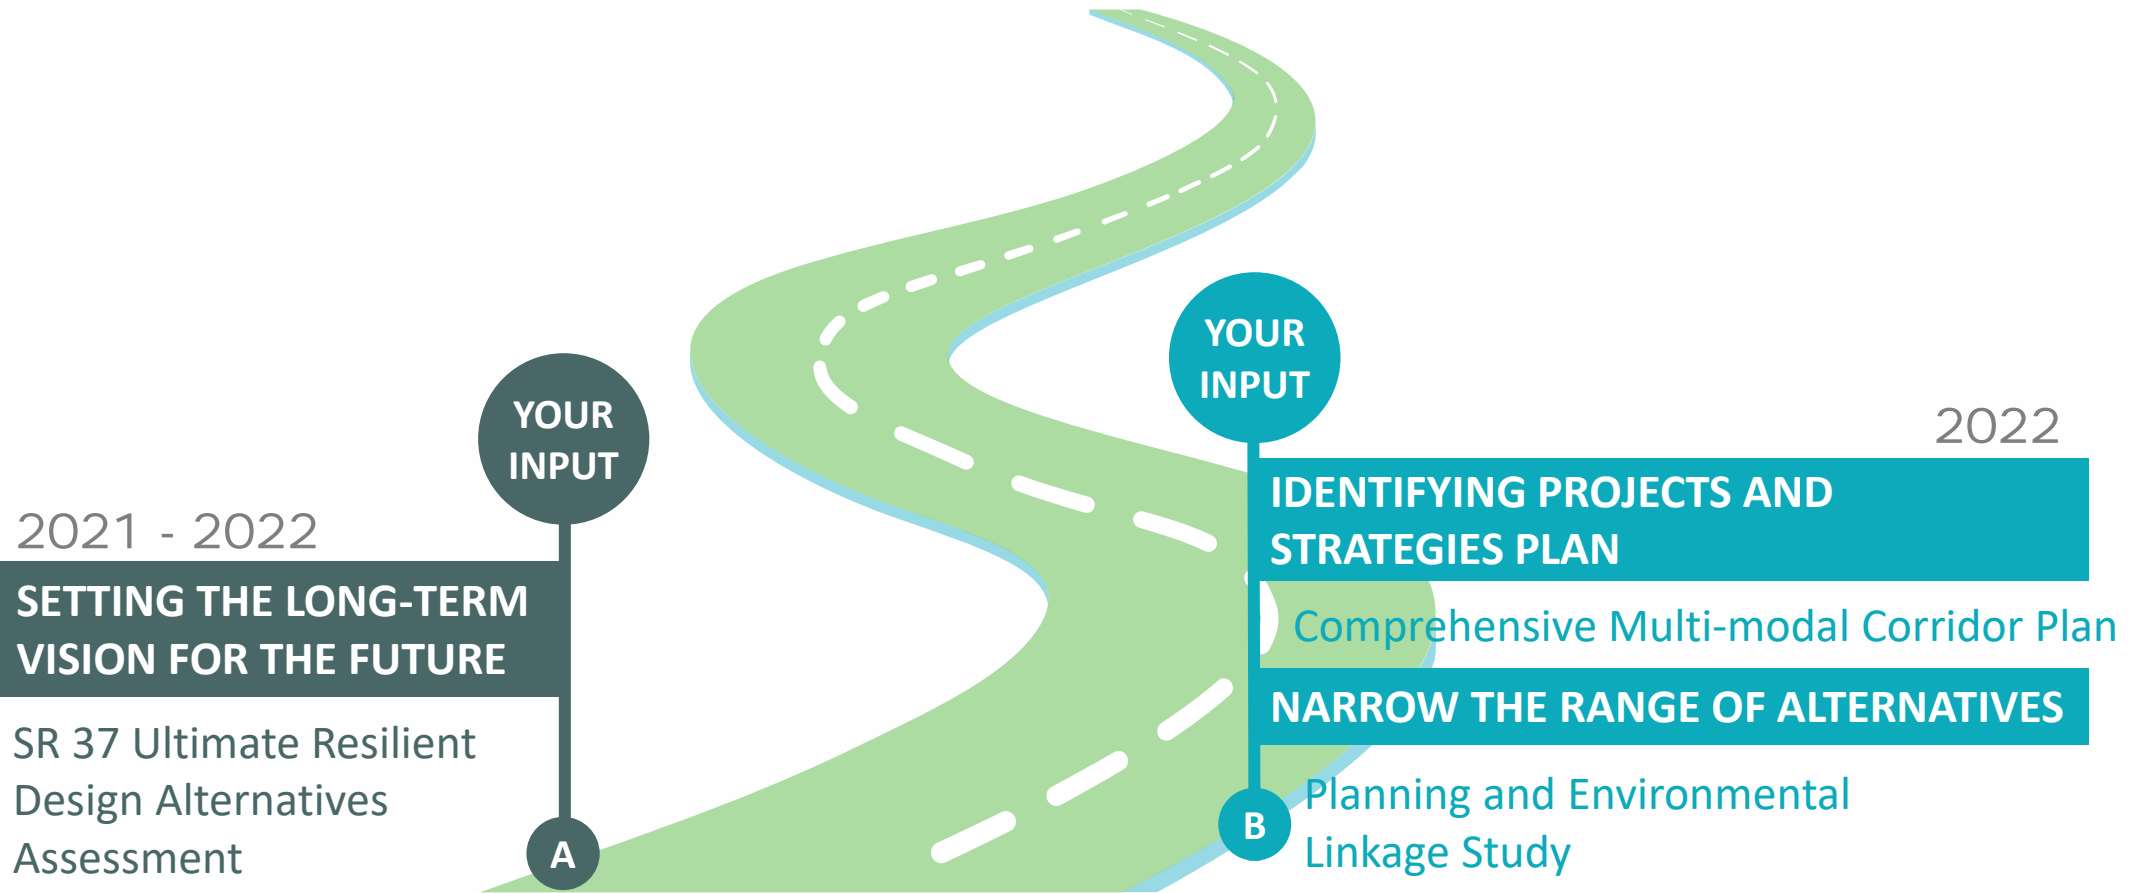 YOUR
INPUT
2021 - 2022
SETTING THE LONG-TERM
VISION FOR THE FUTURE
SR 37 Ultimate Resilient
Design Alternatives
Assessment
A
YOUR
INPUT
2022
IDENTIFYING PROJECTS AND
STRATEGIES PLAN
Comprehensive Multi-modal Corridor Plan
NARROW THE RANGE OF ALTERNATIVES
Planning and Environmental
Linkage Study
B